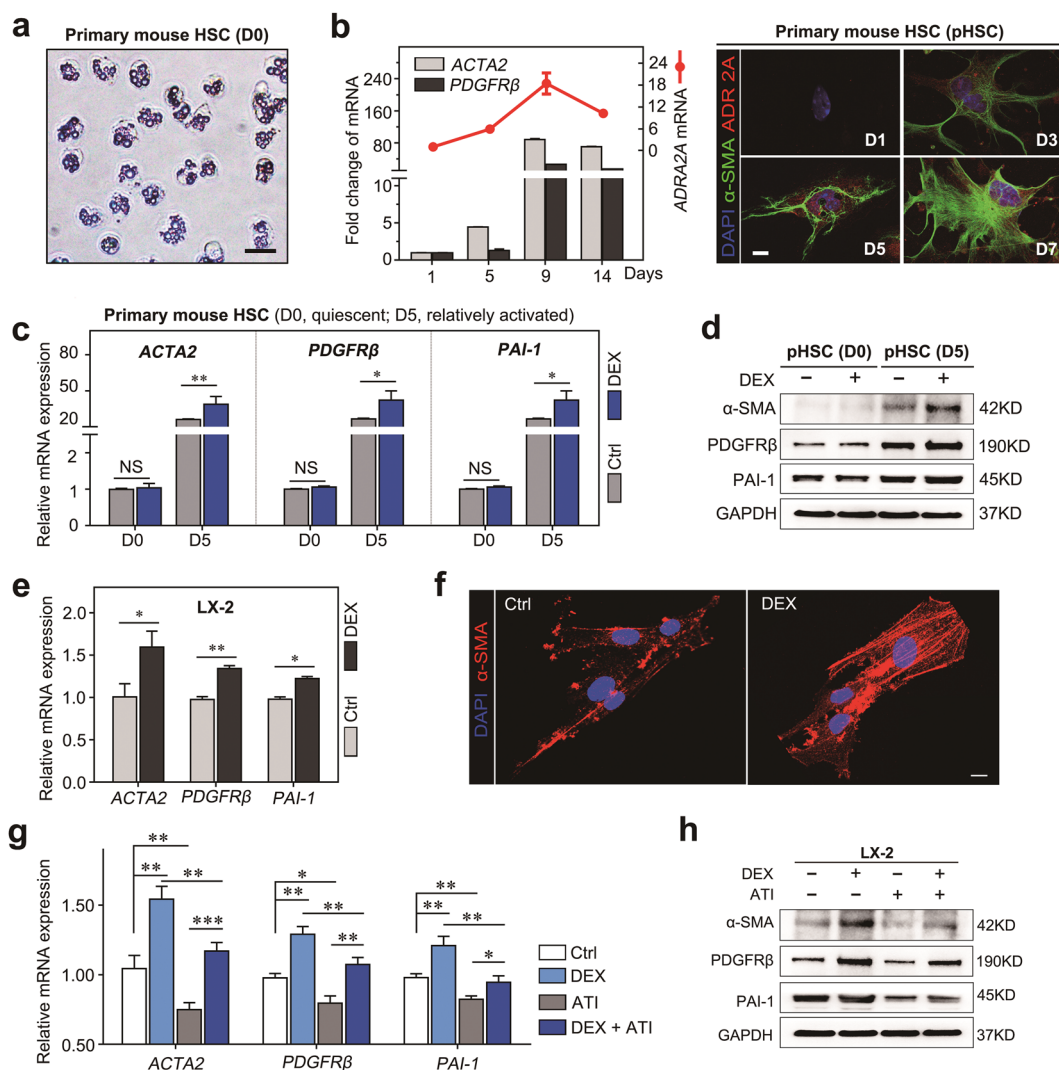 a
Primary mouse HSC (D0)
b
Fold change of mRNA
240
160
80
10
5
0
ACTA2
PDGFRβ
24
18
12
6
0
ADRA2A mRNA
1 5 9 14 Days
Primary mouse HSC (pHSC)
DAPI α-SMA ADR 2A
D1
D3
D5
D7
c
Primary mouse HSC (D0, quiescent; D5, relatively activated)
Relative mRNA expression
80
50
20
2
1
0
ACTA2 PDGFRβ PAI-1
** * *
NS NS NS
D0 D5 D0 D5 D0 D5
Ctrl DEX
d
pHSC (D0) pHSC (D5)
DEX − + − +
α-SMA 42KD
PDGFRβ 190KD
PAI-1 45KD
GAPDH 37KD
e
LX-2
Relative mRNA expression
2.0
1.5
1.0
0.5
0.0
* ** *
ACTA2 PDGFRβ PAI-1
Ctrl DEX
f
DAPI α-SMA
Ctrl
DEX
g
Relative mRNA expression
1.50
1.00
0.50
** ** ** ***
* ** ** **
** ** ** *
ACTA2 PDGFRβ PAI-1
Ctrl
DEX
ATI
DEX + ATI
h
LX-2
DEX − + − +
ATI − − + +
α-SMA 42KD
PDGFRβ 190KD
PAI-1 45KD
GAPDH 37KD